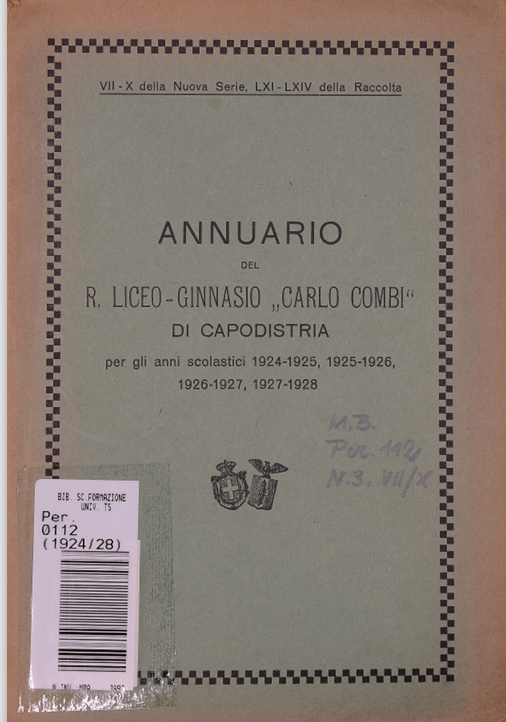 VII-X della Nuova Serie, LXI-LXIV della Raccolta
ANNUARIO
DEL
R. LICEO-GINNASIO „CARLO COMBI“
DI CAPODISTRIA
per gli anni scolastici 1924-1925, 1925-1926,
1926-1927, 1927-1928
M.B.
Per. 112
N.S. VII/X
BIB. SC.FORMAZIONE
UNIV. TS
Per.
0112
(1924/28)